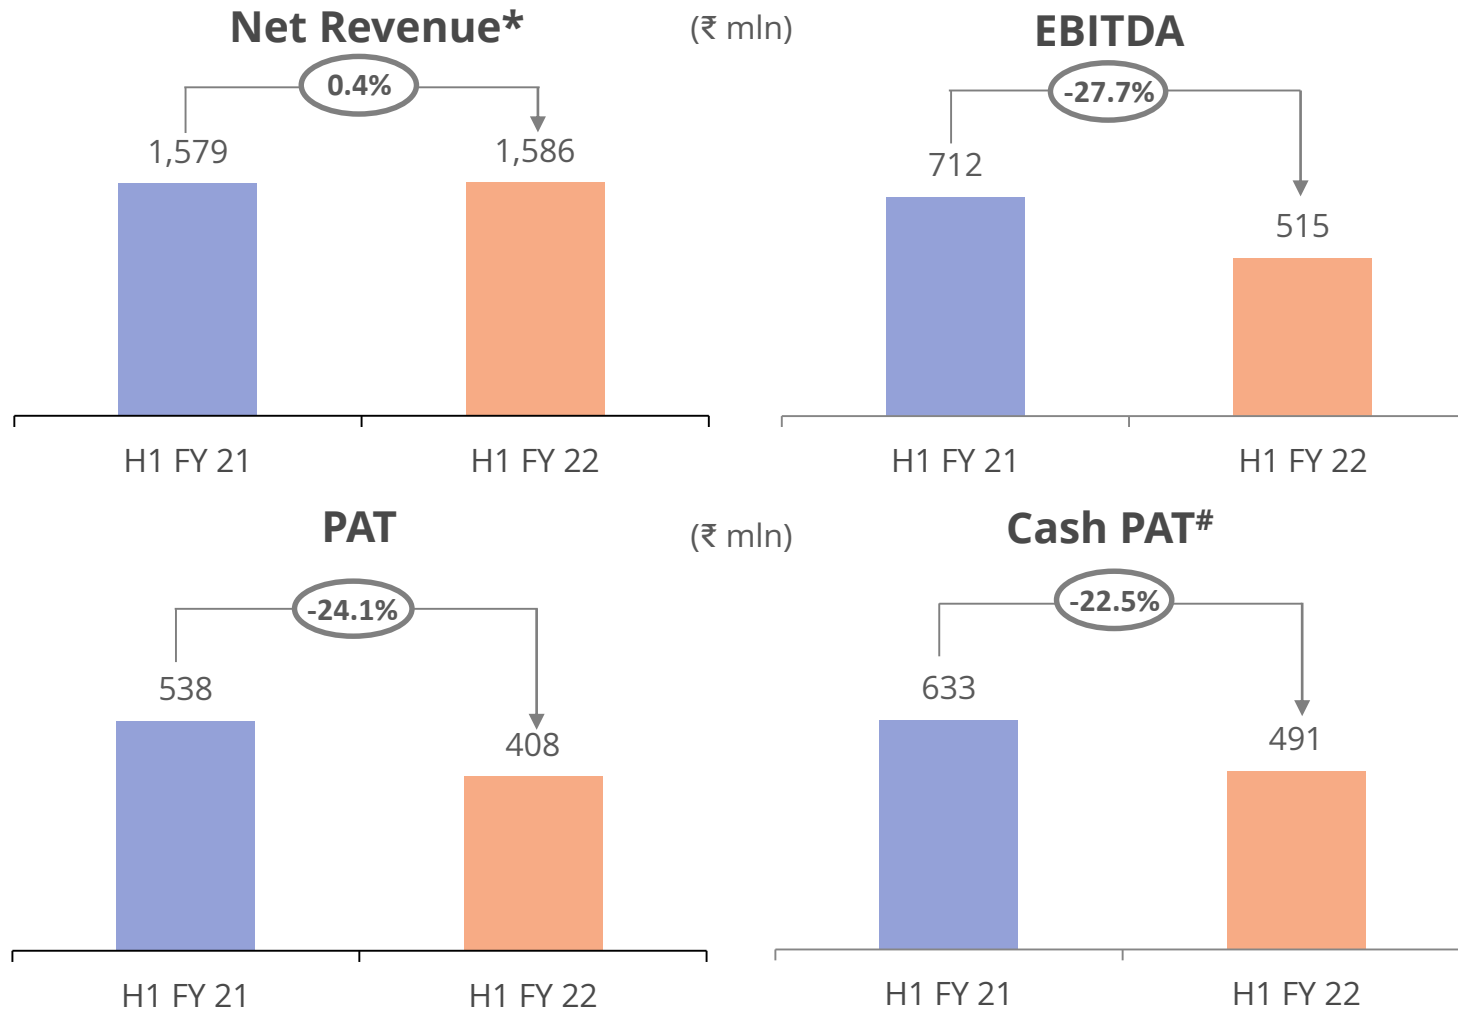 Net Revenue*
(₹ mln)
EBITDA
0.4%
-27.7%
1,579
1,586
712
515
H1 FY 21
H1 FY 22
H1 FY 21
H1 FY 22
PAT
(₹ mln)
Cash PAT#
-24.1%
-22.5%
538
408
633
491
H1 FY 21
H1 FY 22
H1 FY 21
H1 FY 22